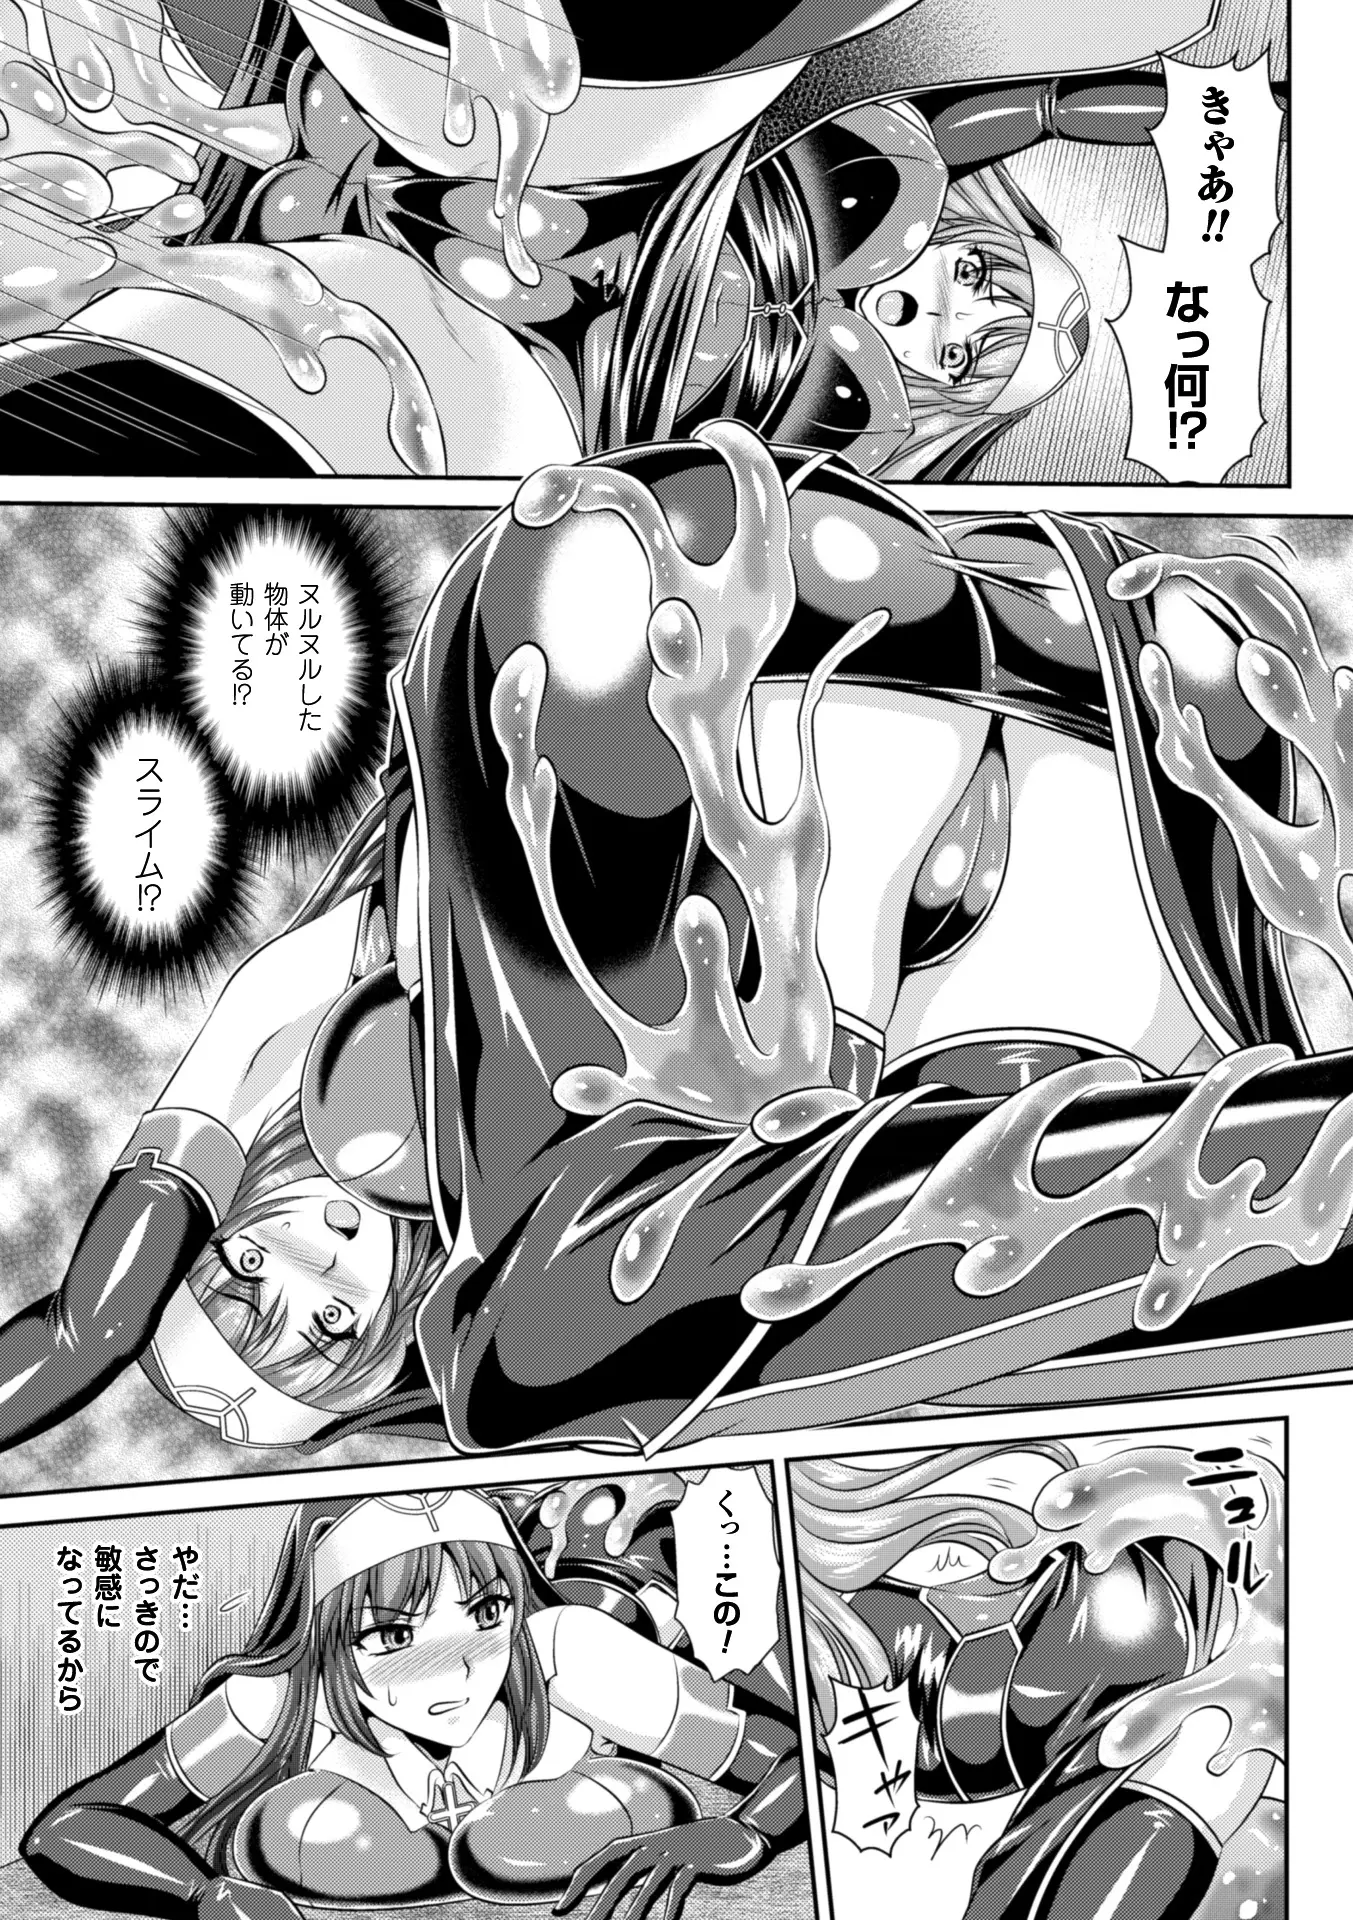 きゃあ!!
なっ何!?
ヌルヌルした
物体が
動いてる!?
スライム!?
ニュル
キャァ
くっ…この!
やだ…
さっきので
敏感に
なってるから